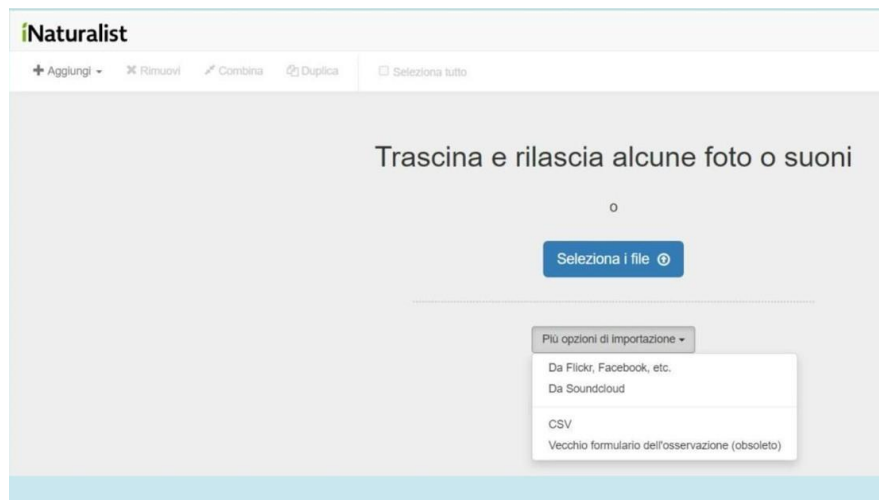 iNaturalist
Aggiungi Rimuovi Combina Duplica Seleziona tutto
Trascina e rilascia alcune foto o suoni
o
Seleziona i file
Più opzioni di importazione
Da Flickr, Facebook, etc.
Da Soundcloud
CSV
Vecchio formulario dell'osservazione (obsoleto)